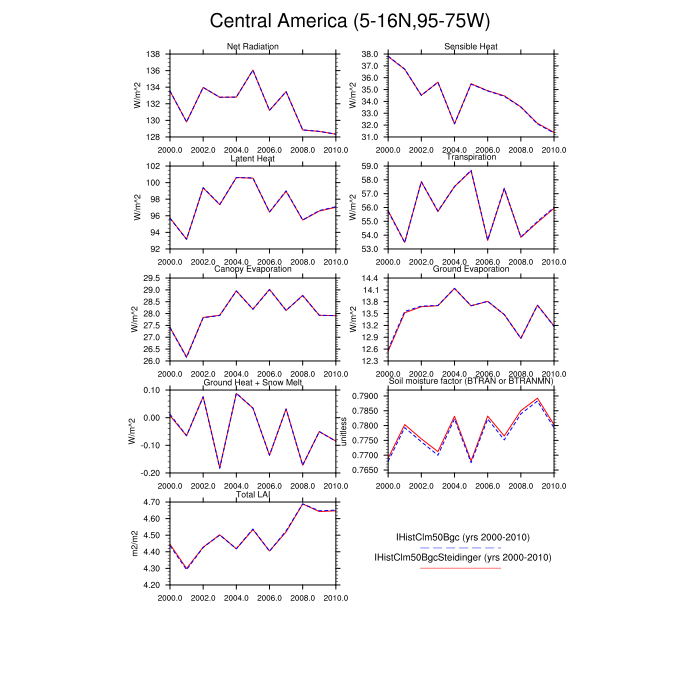 Central America (5-16N,95-75W)
Net Radiation
Sensible Heat
W/m^2
138
136
134
132
130
128
2000.0 2002.0 2004.0 2006.0 2008.0 2010.0
W/m^2
38.0
37.0
36.0
35.0
34.0
33.0
32.0
31.0
2000.0 2002.0 2004.0 2006.0 2008.0 2010.0
Latent Heat
Transpiration
W/m^2
102
100
98
96
94
92
2000.0 2002.0 2004.0 2006.0 2008.0 2010.0
W/m^2
59.0
58.0
57.0
56.0
55.0
54.0
53.0
2000.0 2002.0 2004.0 2006.0 2008.0 2010.0
Canopy Evaporation
Ground Evaporation
W/m^2
29.5
29.0
28.5
28.0
27.5
27.0
26.5
26.0
2000.0 2002.0 2004.0 2006.0 2008.0 2010.0
W/m^2
14.4
14.1
13.8
13.5
13.2
12.9
12.6
12.3
2000.0 2002.0 2004.0 2006.0 2008.0 2010.0
Ground Heat + Snow Melt
Soil moisture factor (BTRAN or BTRANMN)
W/m^2
0.10
0.00
-0.10
-0.20
2000.0 2002.0 2004.0 2006.0 2008.0 2010.0
unitless
0.7900
0.7850
0.7800
0.7750
0.7700
0.7650
2000.0 2002.0 2004.0 2006.0 2008.0 2010.0
Total LAI
m2/m2
4.70
4.60
4.50
4.40
4.30
4.20
2000.0 2002.0 2004.0 2006.0 2008.0 2010.0
IHistClm50Bgc (yrs 2000-2010)
IHistClm50BgcSteidinger (yrs 2000-2010)